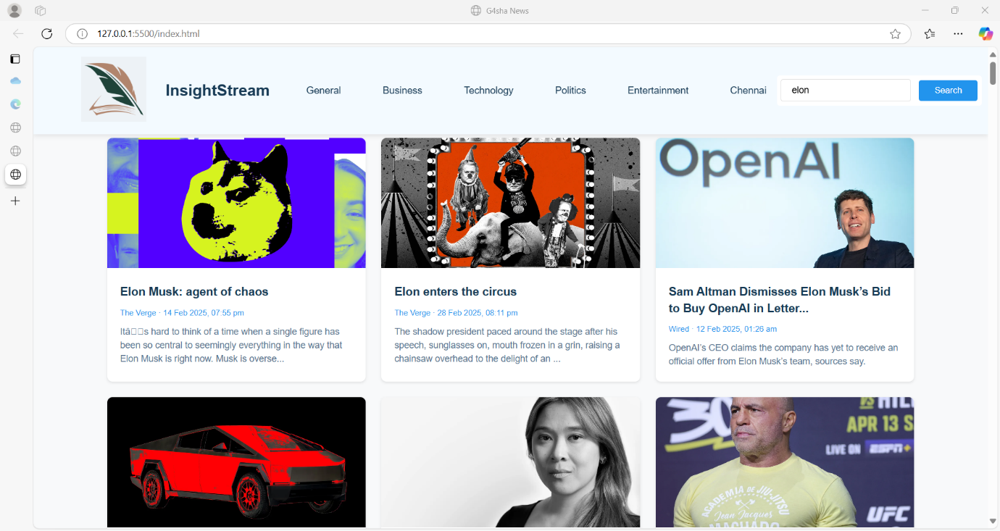 G4sha News
127.0.0.1:5500/index.html
InsightStream
General
Business
Technology
Politics
Entertainment
Chennai
elon
Search
OpenAI
Elon Musk: agent of chaos
The Verge · 14 Feb 2025, 07:55 pm
Itâ□□s hard to think of a time when a single figure has
been so central to seemingly everything in the way that
Elon Musk is right now. Musk is overse...
Elon enters the circus
The Verge · 28 Feb 2025, 08:11 pm
The shadow president paced around the stage after his
speech, sunglasses on, mouth frozen in a grin, raising a
chainsaw overhead to the delight of an ...
Sam Altman Dismisses Elon Musk’s Bid
to Buy OpenAI in Letter...
Wired · 12 Feb 2025, 01:26 am
OpenAI’s CEO claims the company has yet to receive an
official offer from Elon Musk’s team, sources say.
30
VS HILL
APR 13 S
LIVE ON ESPN+
ACADEMIA DE JIU-JITSU
Jean Jacques
MACHADO
UFC